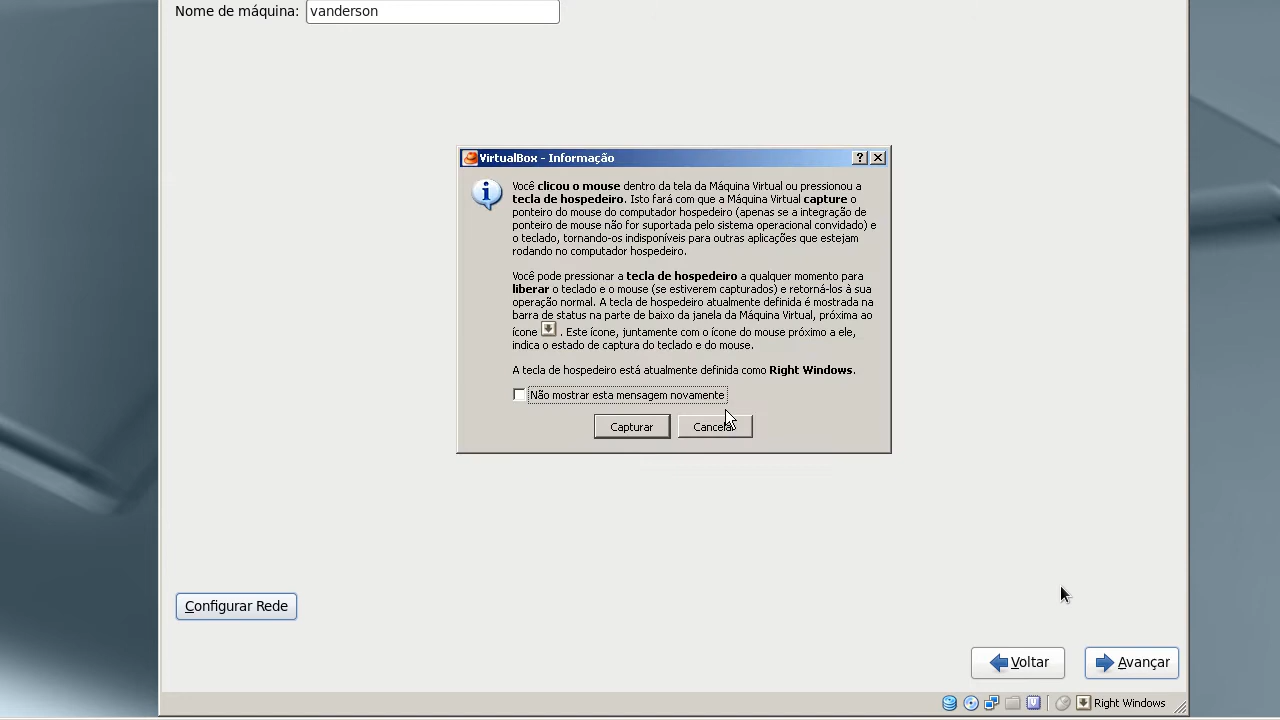 Nome de máquina: vanderson
VirtualBox - Informação
Você clicou o mouse dentro da tela da Máquina Virtual ou pressionou a
tecla de hospedeiro. Isto fará com que a Máquina Virtual capture o
ponteiro do mouse do computador hospedeiro (apenas se a integração de
ponteiro de mouse não for suportada pelo sistema operacional convidado) e
o teclado, tornando-os indisponíveis para outras aplicações que estejam
rodando no computador hospedeiro.
Você pode pressionar a tecla de hospedeiro a qualquer momento para
liberar o teclado e o mouse (se estiverem capturados) e retorná-los à sua
operação normal. A tecla de hospedeiro atualmente definida é mostrada na
barra de status na parte de baixo da janela da Máquina Virtual, próxima ao
ícone . Este ícone, juntamente com o ícone do mouse próximo a ele,
indica o estado de captura do teclado e do mouse.
A tecla de hospedeiro está atualmente definida como Right Windows.
Não mostrar esta mensagem novamente
Capturar Cancelar
Configurar Rede
Voltar Avançar
Right Windows